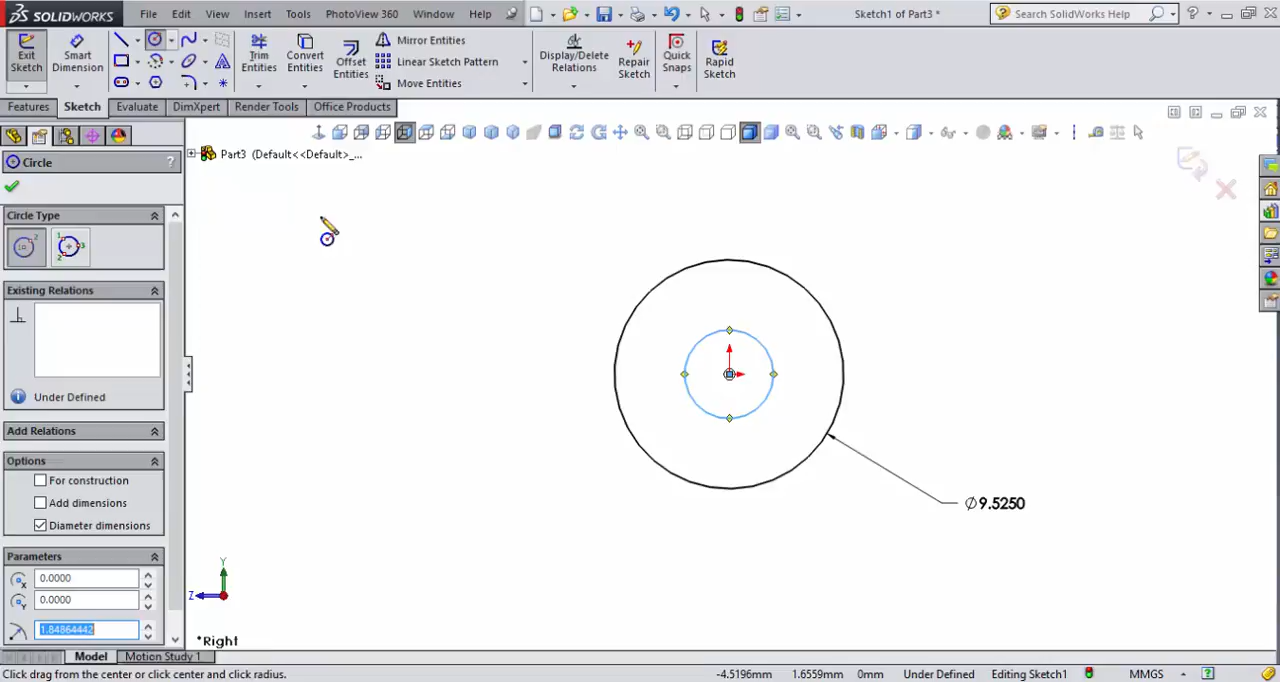 SOLIDWORKS File Edit View Insert Tools PhotoView 360 Window Help Sketch1 of Part3 * Search SolidWorks Help
Exit Sketch
Smart Dimension
Trim Entities
Convert Entities
Offset Entities
Mirror Entities
Linear Sketch Pattern
Move Entities
Display/Delete Relations
Repair Sketch
Quick Snaps
Rapid Sketch
Features Sketch Evaluate DimXpert Render Tools Office Products
Part3 (Default<<Default>_...
Circle ?
Circle Type
Existing Relations
Under Defined
Add Relations
Options
For construction
Add dimensions
Diameter dimensions
Parameters
0.0000
0.0000
1.84864442
∅9.5250
Y
Z
*Right
Model Motion Study 1
Click drag from the center or click center and click radius. -4.5196mm 1.6559mm 0mm Under Defined Editing Sketch1 MMGS